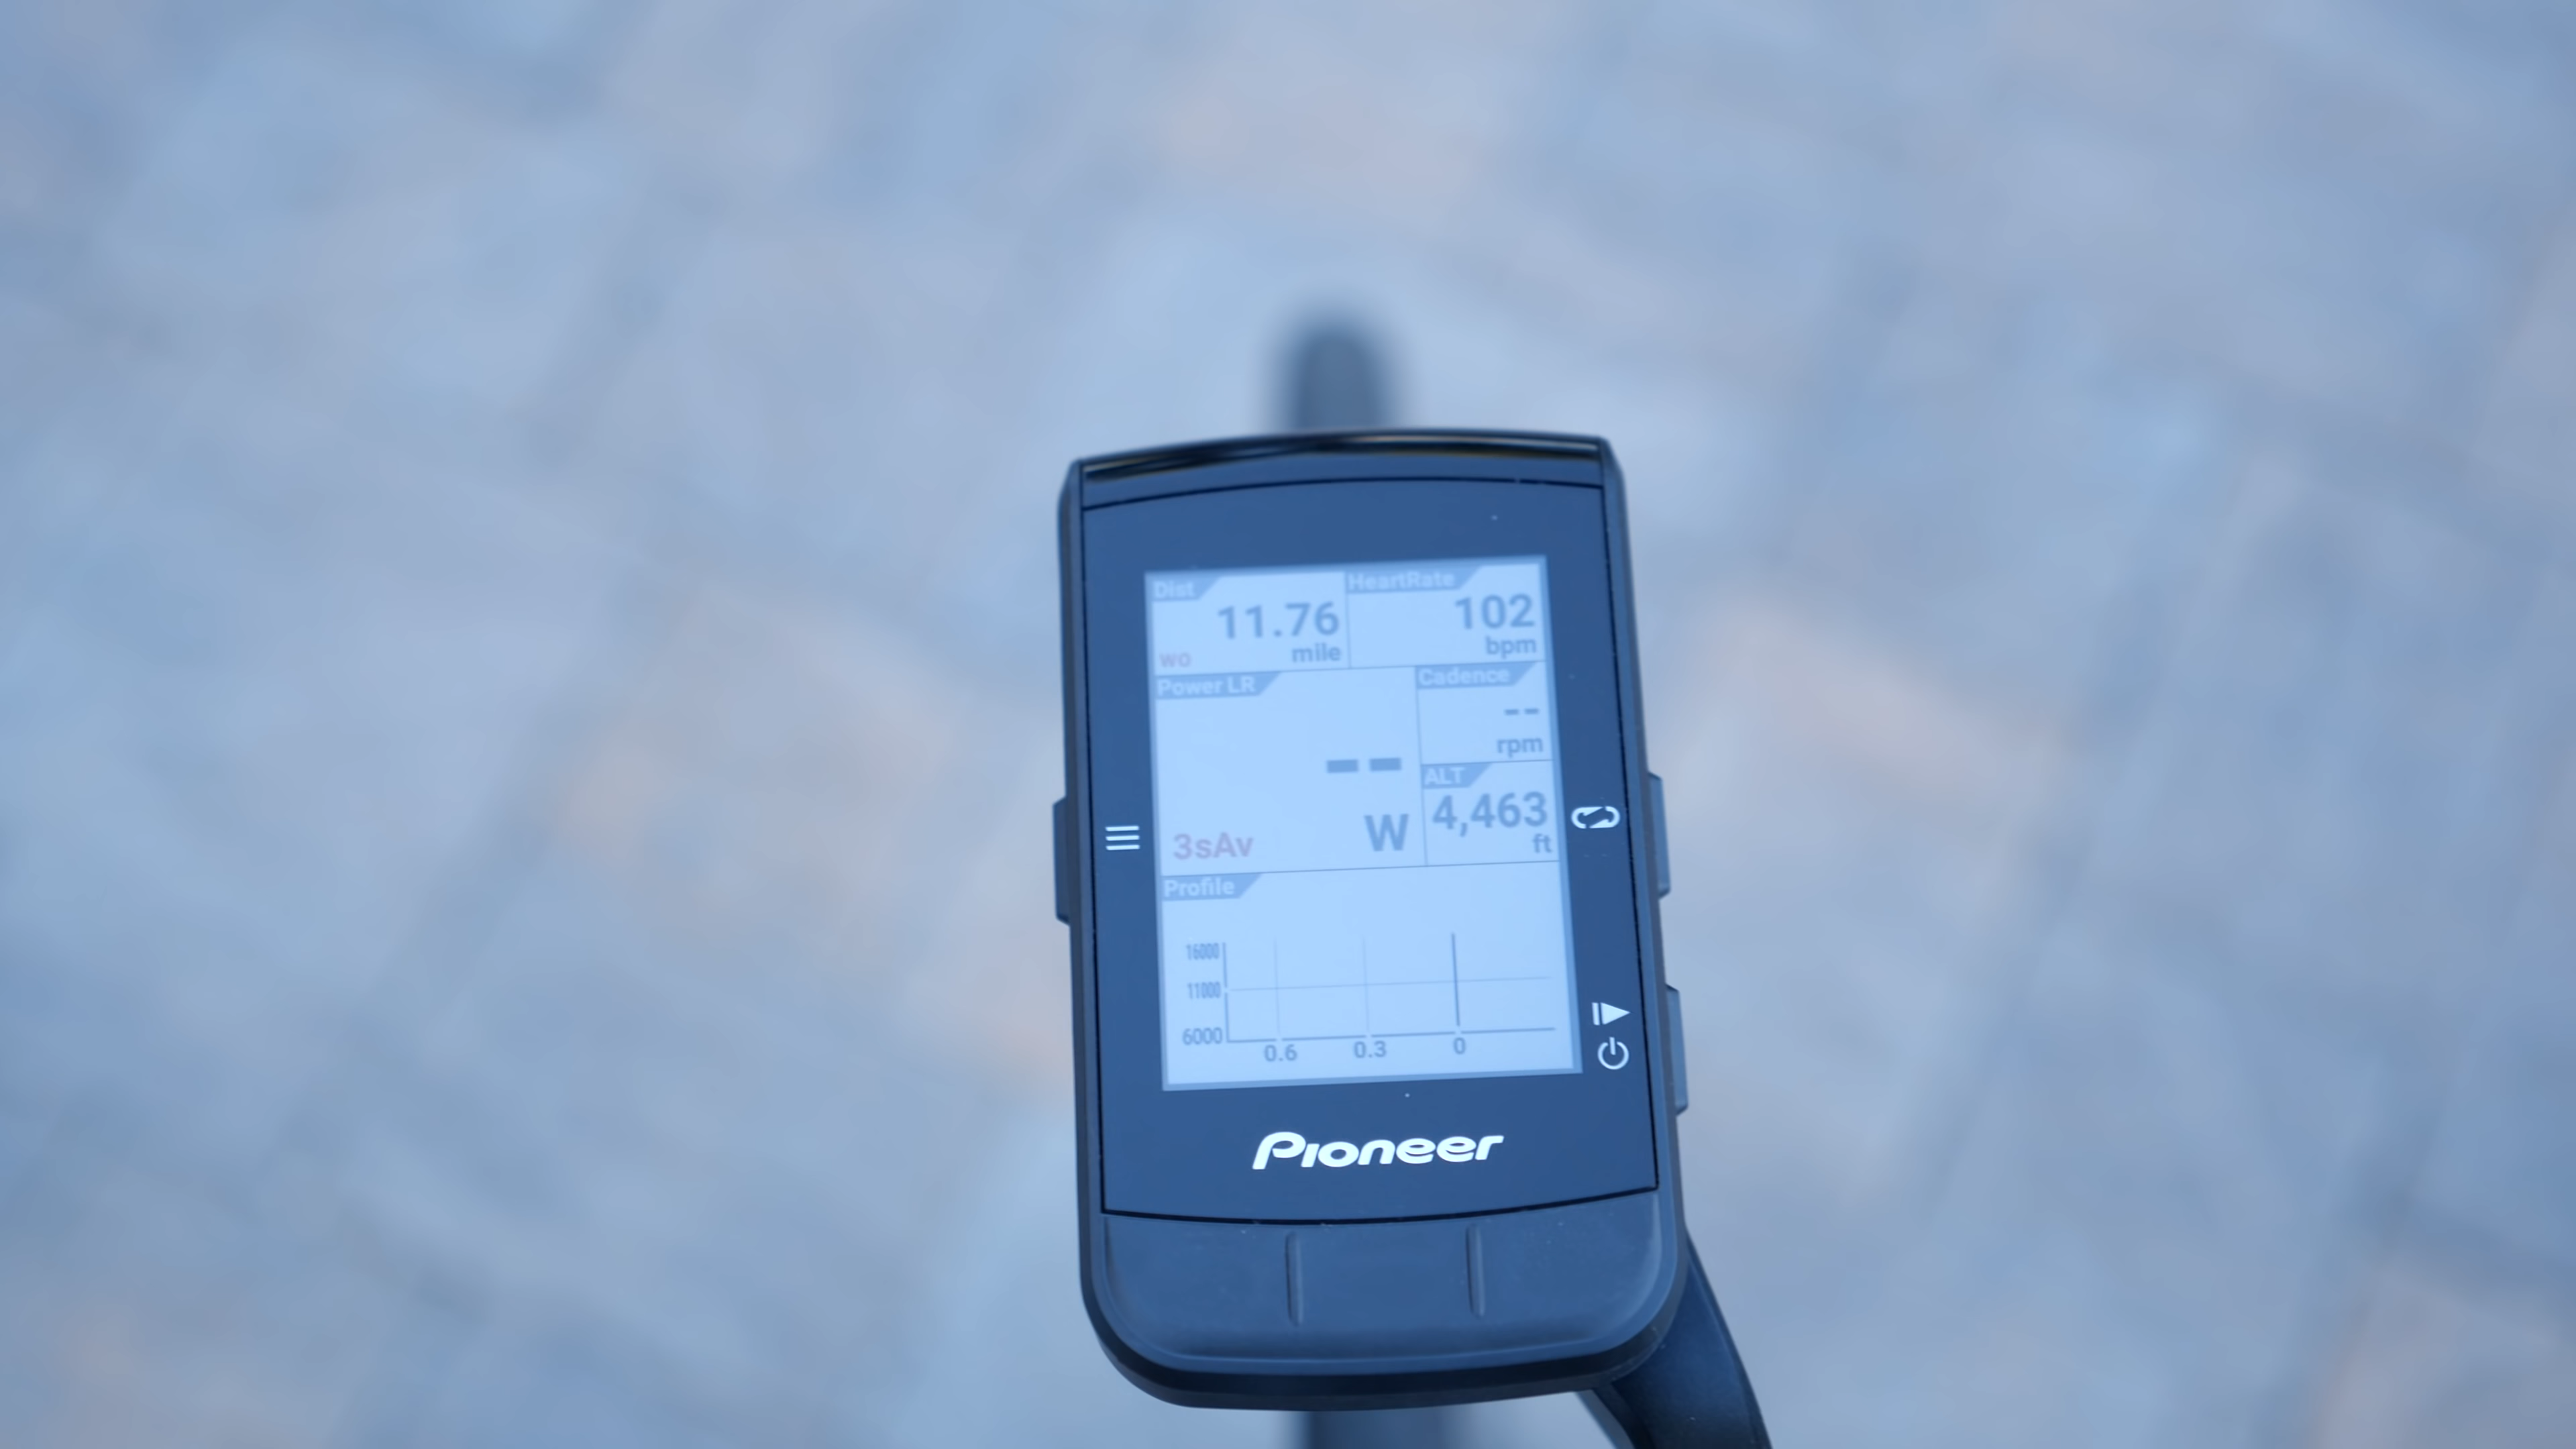 Dist
11.76
wo
mile
HeartRate
102
bpm
Power LR
--
3sAv
W
Cadence
--
rpm
ALT
4,463
ft
Profile
16000
11000
6000
0.6 0.3 0
Pioneer